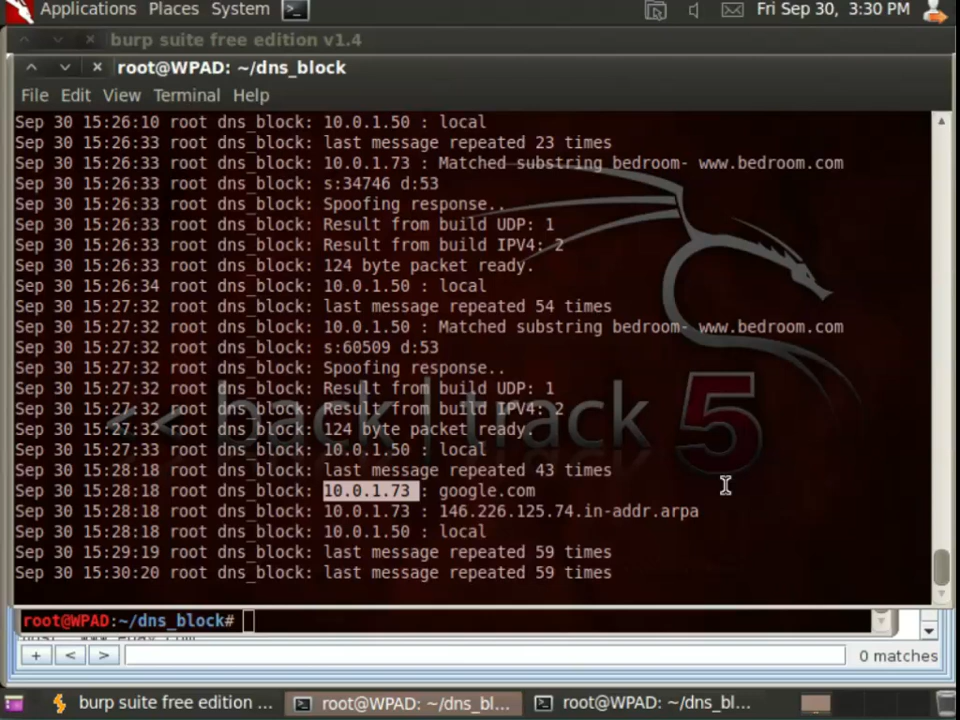 Applications Places System Fri Sep 30, 3:30 PM
burp suite free edition v1.4
root@WPAD: ~/dns_block
File Edit View Terminal Help
Sep 30 15:26:10 root dns_block: 10.0.1.50 : local
Sep 30 15:26:33 root dns_block: last message repeated 23 times
Sep 30 15:26:33 root dns_block: 10.0.1.73 : Matched substring bedroom- www.bedroom.com
Sep 30 15:26:33 root dns_block: s:34746 d:53
Sep 30 15:26:33 root dns_block: Spoofing response..
Sep 30 15:26:33 root dns_block: Result from build UDP: 1
Sep 30 15:26:33 root dns_block: Result from build IPV4: 2
Sep 30 15:26:33 root dns_block: 124 byte packet ready.
Sep 30 15:26:34 root dns_block: 10.0.1.50 : local
Sep 30 15:27:32 root dns_block: last message repeated 54 times
Sep 30 15:27:32 root dns_block: 10.0.1.50 : Matched substring bedroom- www.bedroom.com
Sep 30 15:27:32 root dns_block: s:60509 d:53
Sep 30 15:27:32 root dns_block: Spoofing response..
Sep 30 15:27:32 root dns_block: Result from build UDP: 1
Sep 30 15:27:32 root dns_block: Result from build IPV4: 2
Sep 30 15:27:32 root dns_block: 124 byte packet ready.
<< back | track 5
Sep 30 15:27:33 root dns_block: 10.0.1.50 : local
Sep 30 15:28:18 root dns_block: last message repeated 43 times
Sep 30 15:28:18 root dns_block: 10.0.1.73 : google.com
Sep 30 15:28:18 root dns_block: 10.0.1.73 : 146.226.125.74.in-addr.arpa
Sep 30 15:28:18 root dns_block: 10.0.1.50 : local
Sep 30 15:29:19 root dns_block: last message repeated 59 times
Sep 30 15:30:20 root dns_block: last message repeated 59 times
root@WPAD:~/dns_block#
+ < > 0 matches
burp suite free edition ... root@WPAD: ~/dns_bl... root@WPAD: ~/dns_bl...